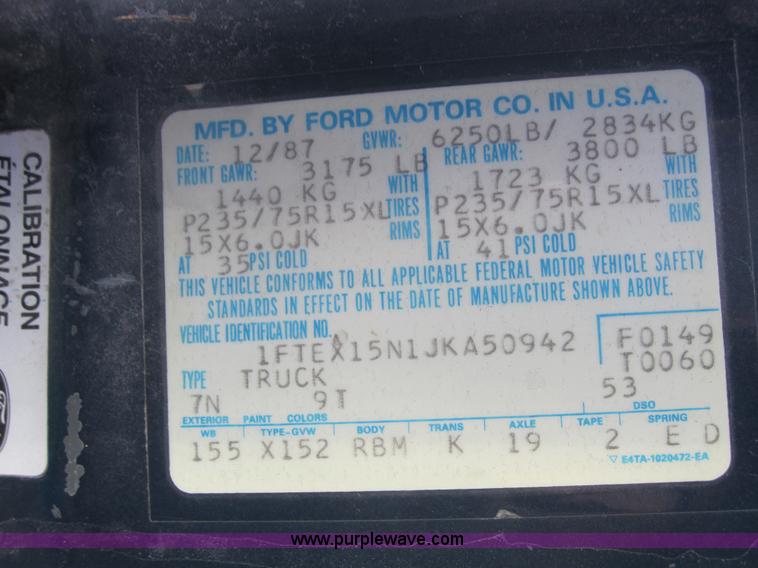 MFD. BY FORD MOTOR CO. IN U.S.A.
DATE: 12/87 GVWR: 6250LB/ 2834KG
FRONT GAWR: 3175 LB REAR GAWR: 3800 LB
1440 KG WITH 1723 KG WITH
P235/75R15XL TIRES P235/75R15XL TIRES
15X6.0JK RIMS 15X6.0JK RIMS
AT 35 PSI COLD AT 41 PSI COLD
THIS VEHICLE CONFORMS TO ALL APPLICABLE FEDERAL MOTOR VEHICLE SAFETY
STANDARDS IN EFFECT ON THE DATE OF MANUFACTURE SHOWN ABOVE.
VEHICLE IDENTIFICATION NO.
1FTEX15N1JKA50942 F0149
TYPE TRUCK T0060
7N 9T 53
EXTERIOR PAINT COLORS DSO
WB TYPE-GVW BODY TRANS AXLE TAPE SPRING
155 X152 RBM K 19 2 E D
▽ E4TA-1020472-EA
CALIBRATION
ÉTALONNAGE
Ford
www.purplewave.com